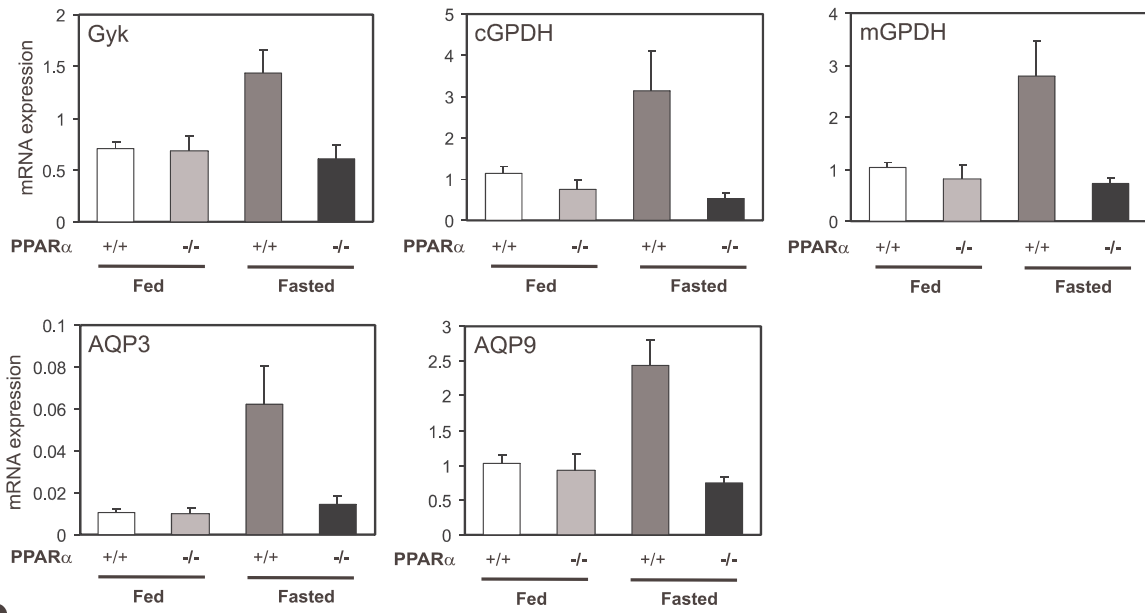 Gyk
mRNA expression
2
1.5
1
0.5
0
PPARα +/+ -/- +/+ -/-
Fed Fasted
cGPDH
5
4
3
2
1
0
PPARα +/+ -/- +/+ -/-
Fed Fasted
mGPDH
4
3
2
1
0
PPARα +/+ -/- +/+ -/-
Fed Fasted
AQP3
mRNA expression
0.1
0.08
0.06
0.04
0.02
0
PPARα +/+ -/- +/+ -/-
Fed Fasted
AQP9
3
2.5
2
1.5
1
0.5
0
PPARα +/+ -/- +/+ -/-
Fed Fasted